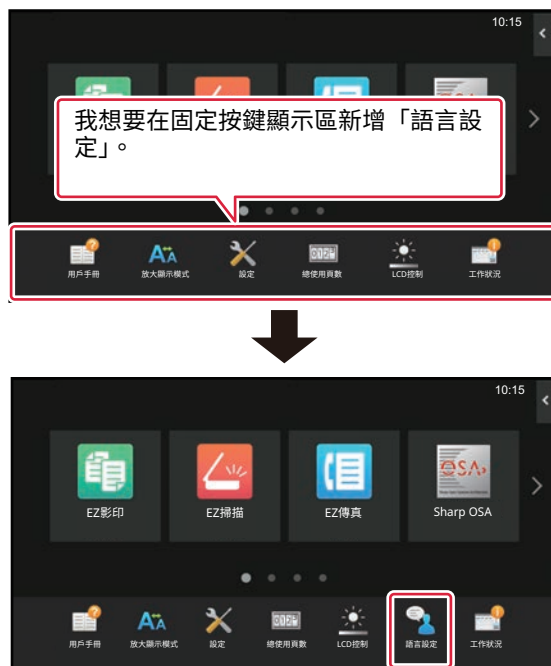 10:15
我想要在固定按鍵顯示區新增「語言設
定」。
用戶手冊
放大顯示模式
設定
總使用頁數
LCD控制
工作狀況
10:15
EZ影印
EZ掃描
EZ傳真
Sharp OSA
用戶手冊
放大顯示模式
設定
總使用頁數
LCD控制
語言設定
工作狀況